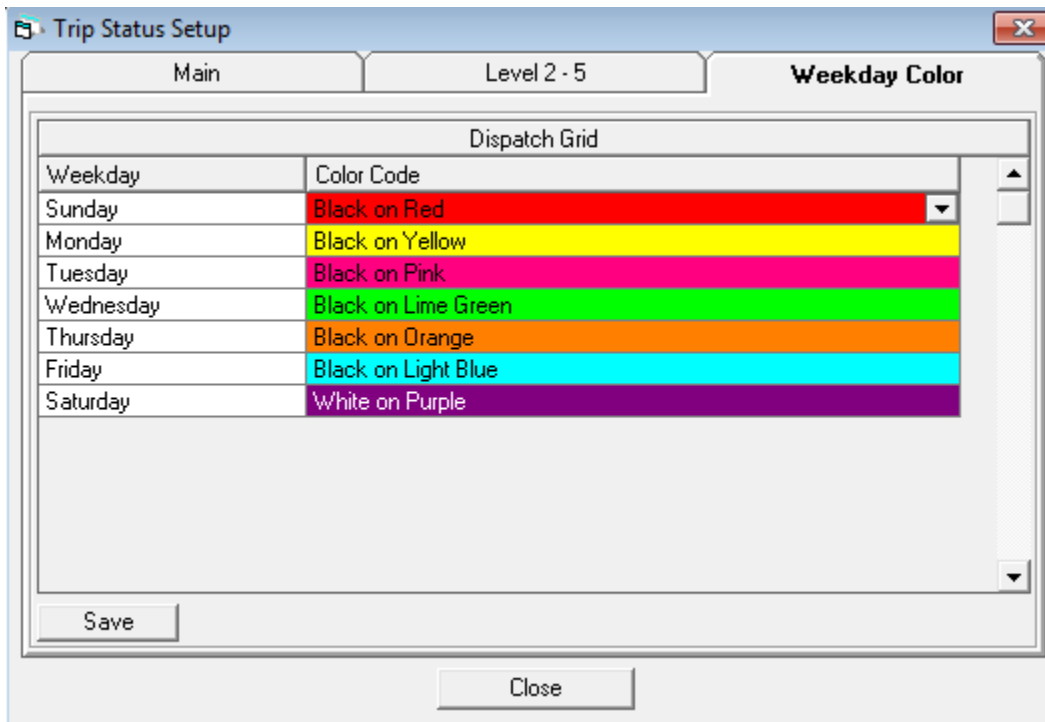 Trip Status Setup
Main Level 2 - 5 Weekday Color
Dispatch Grid
Weekday Color Code
Sunday Black on Red
Monday Black on Yellow
Tuesday Black on Pink
Wednesday Black on Lime Green
Thursday Black on Orange
Friday Black on Light Blue
Saturday White on Purple
Save
Close